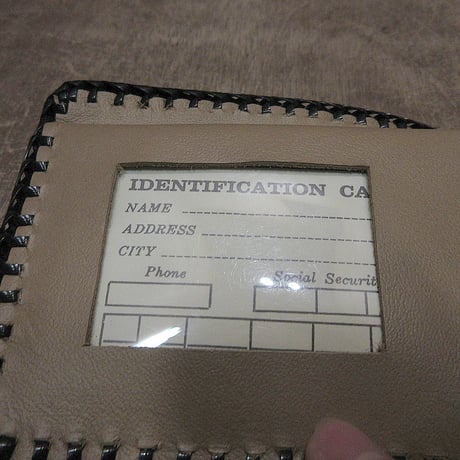 IDENTIFICATION CA
NAME
ADDRESS
CITY
Phone Social Securit